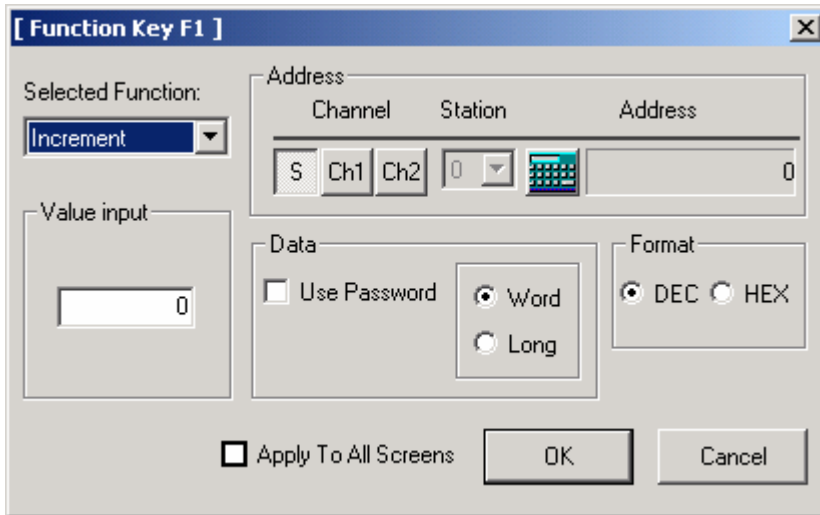 [ Function Key F1 ]
Selected Function:
Increment
Address
Channel Station Address
S Ch1 Ch2 0 0
Value input
0
Data
Use Password
Word
Long
Format
DEC HEX
Apply To All Screens
OK Cancel